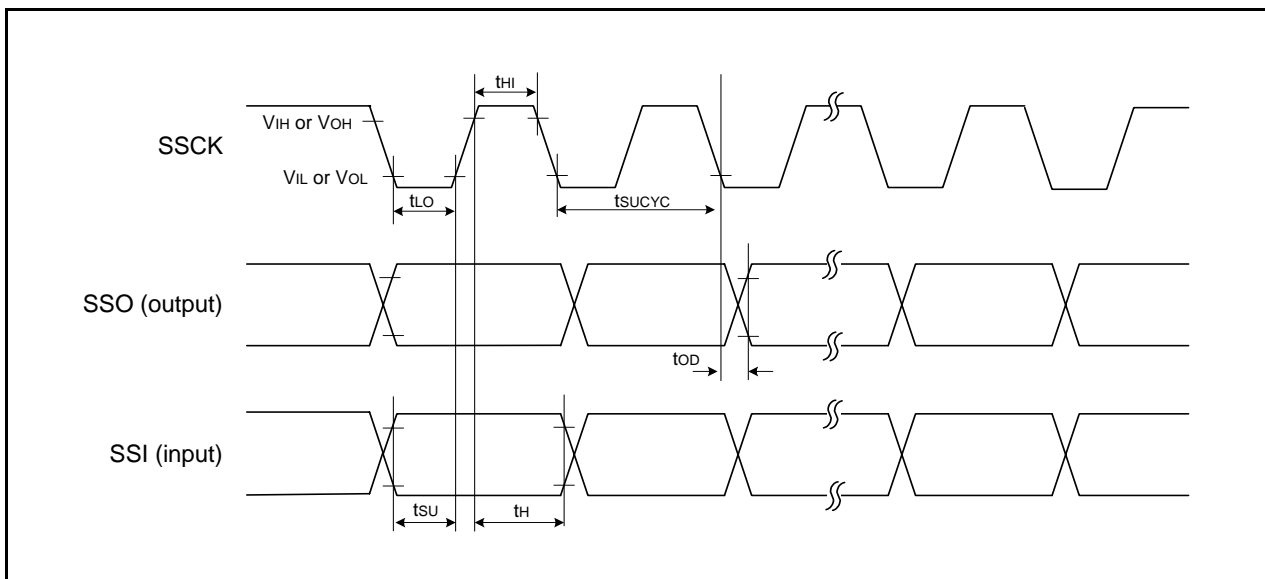 tHI
VIH or VOH
SSCK
VIL or VOL
tLO
tSUCYC
SSO (output)
tOD
SSI (input)
tSU
tH